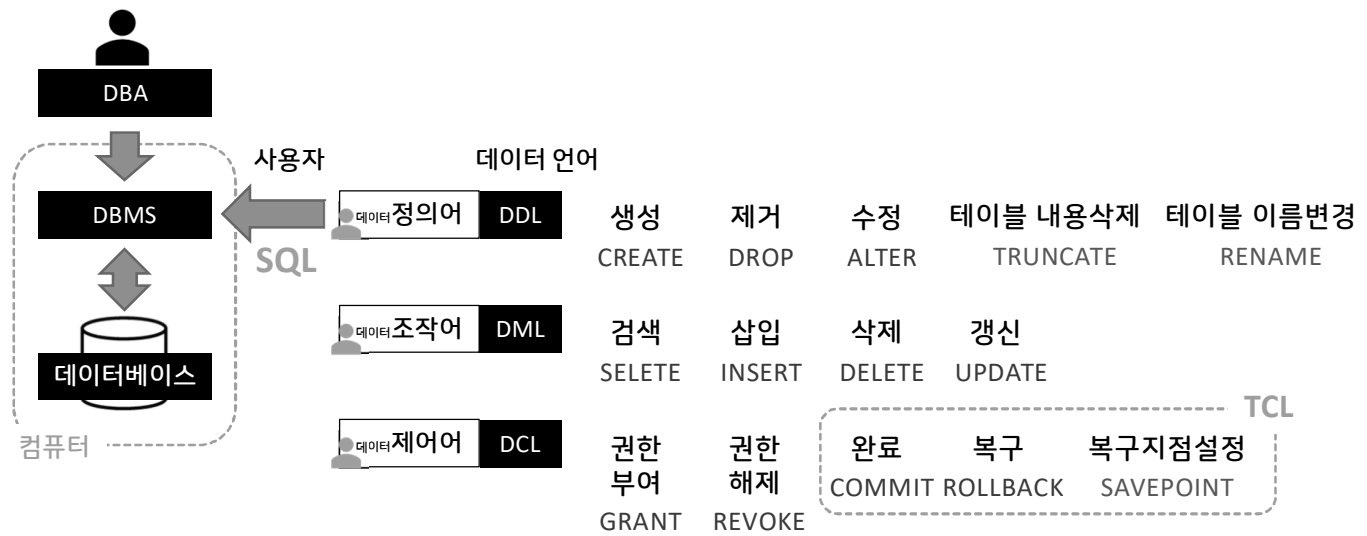 DBA
사용자
데이터 언어
DBMS
SQL
데이터베이스
컴퓨터
데이터정의어 DDL 생성 제거 수정 테이블 내용삭제 테이블 이름변경
CREATE DROP ALTER TRUNCATE RENAME
데이터조작어 DML 검색 삽입 삭제 갱신
SELETE INSERT DELETE UPDATE
TCL
데이터제어어 DCL 권한 부여 권한 해제 완료 복구 복구지점설정
GRANT REVOKE COMMIT ROLLBACK SAVEPOINT